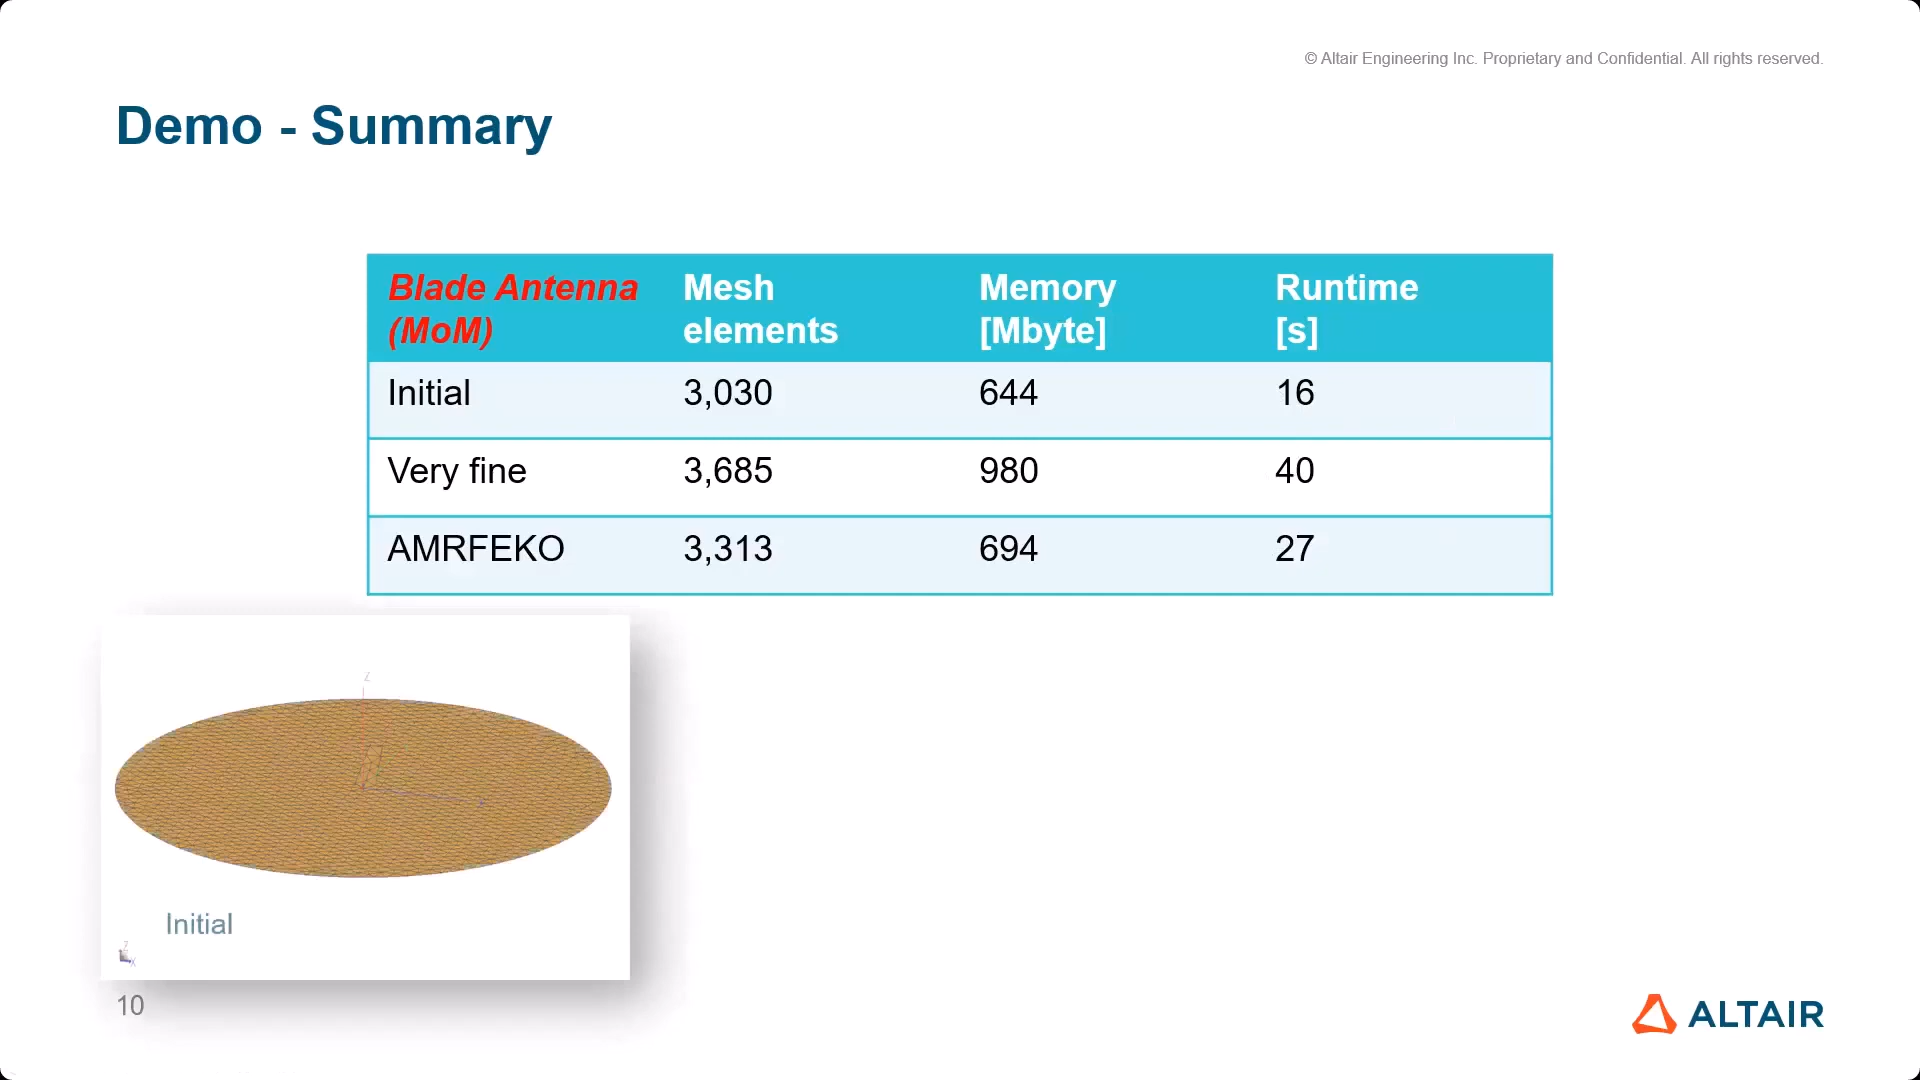 © Altair Engineering Inc. Proprietary and Confidential. All rights reserved.
Demo - Summary
Blade Antenna (MoM) Mesh elements Memory [Mbyte] Runtime [s]
Initial 3,030 644 16
Very fine 3,685 980 40
AMRFEKO 3,313 694 27
Z
Initial
Z
X
10
ALTAIR